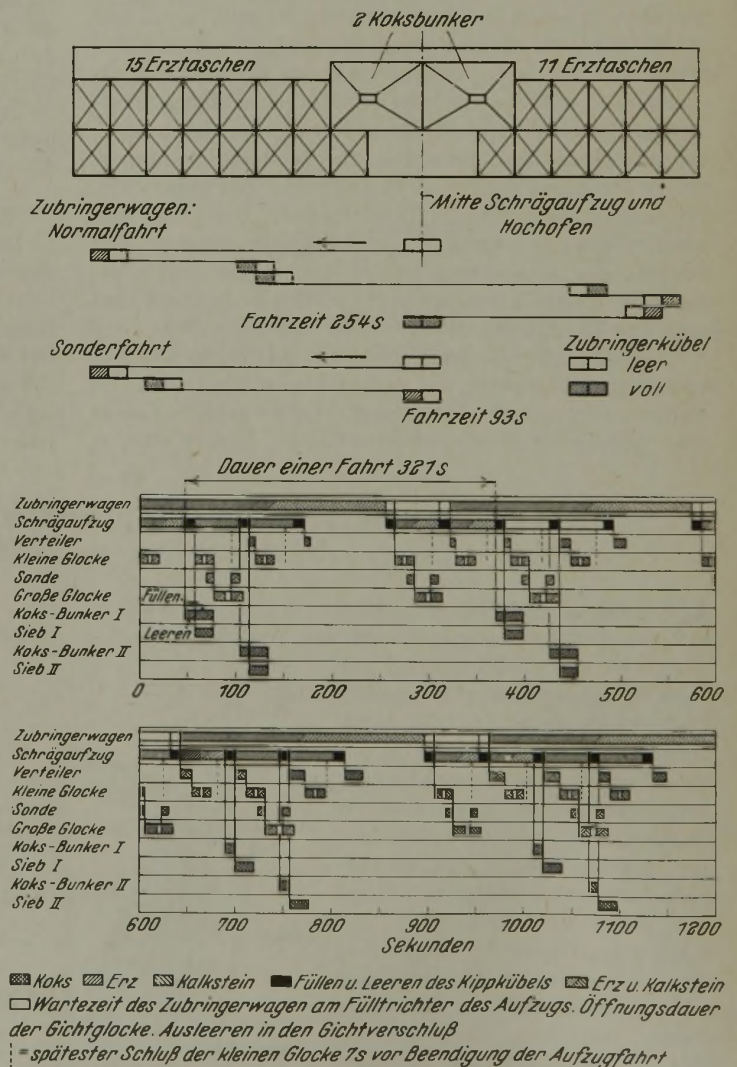 2 Koksbunker
15 Erztaschen
11 Erztaschen
Zubringerwagen:
Normalfahrt
Mitte Schrägaufzug und
Hochofen
Fahrzeit 254s
Sonderfahrt
Zubringerkübel
leer
voll
Fahrzeit 93s
Dauer einer Fahrt 321s
Zubringerwagen
Schrägaufzug
Verteiler
Kleine Glocke
Sonde
Große Glocke
Füllen
Koks-Bunker I
Sieb I
Leeren
Koks-Bunker II
Sieb II
0 100 200 300 400 500 600
Zubringerwagen
Schrägaufzug
Verteiler
Kleine Glocke
Sonde
Große Glocke
Koks-Bunker I
Sieb I
Koks-Bunker II
Sieb II
600 700 800 900 1000 1100 1200
Sekunden
Koks Erz Kalkstein Füllen u. Leeren des Kippkübels Erz u. Kalkstein
Wartezeit des Zubringerwagen am Fülltrichter des Aufzugs. Öffnungsdauer
der Gichtglocke. Ausleeren in den Gichtverschluß
= spätester Schluß der kleinen Glocke 7s vor Beendigung der Aufzugfahrt